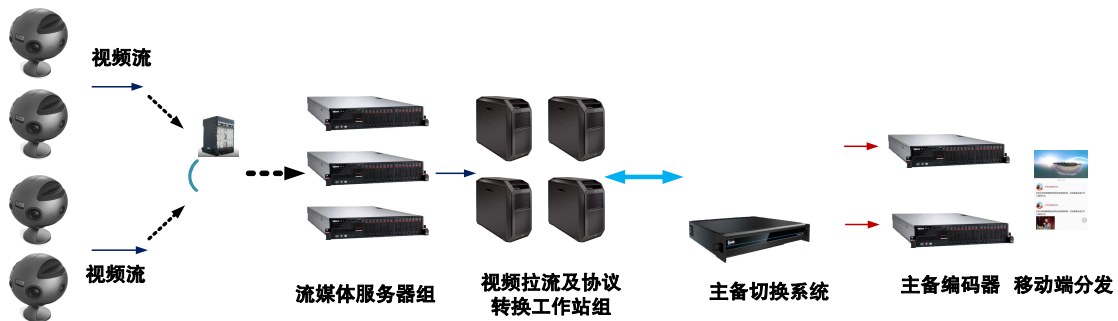 视频流
视频流
流媒体服务器组
视频拉流及协议
转换工作站组
主备切换系统
主备编码器
移动端分发